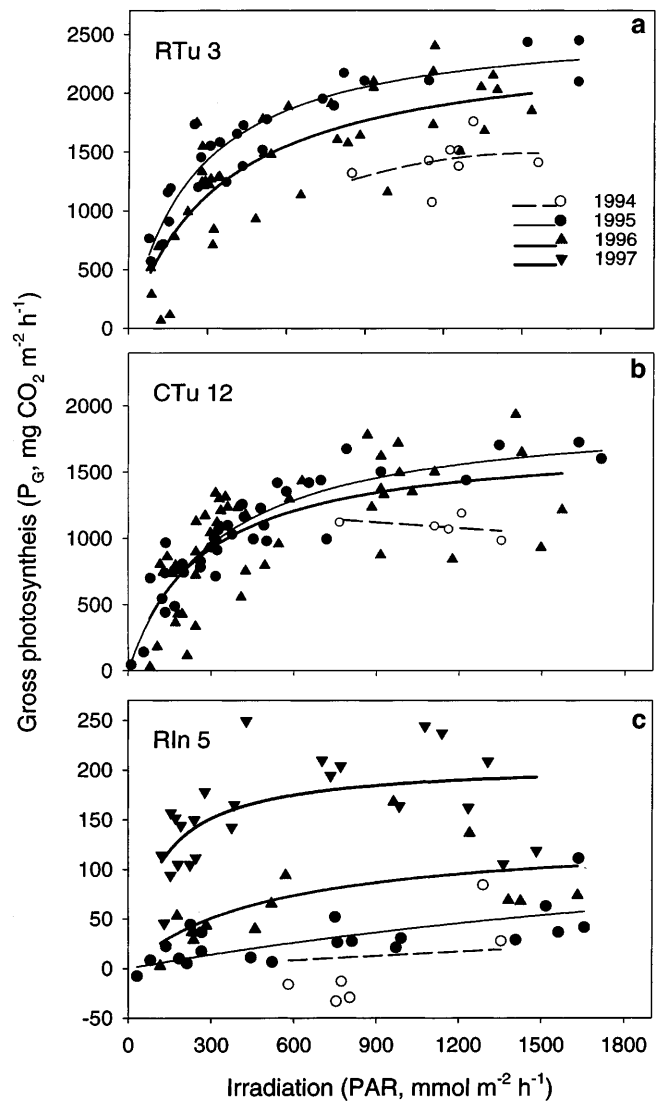 a
RTu 3
2500
2000
1500
1000
500
0
1994
1995
1996
1997
b
CTu 12
2000
1500
1000
500
0
c
RIn 5
250
200
150
100
50
0
-50
0 300 600 900 1200 1500 1800
Irradiation (PAR, mmol m-2 h-1)
Gross photosyntheis (PG, mg CO2 m-2 h-1)